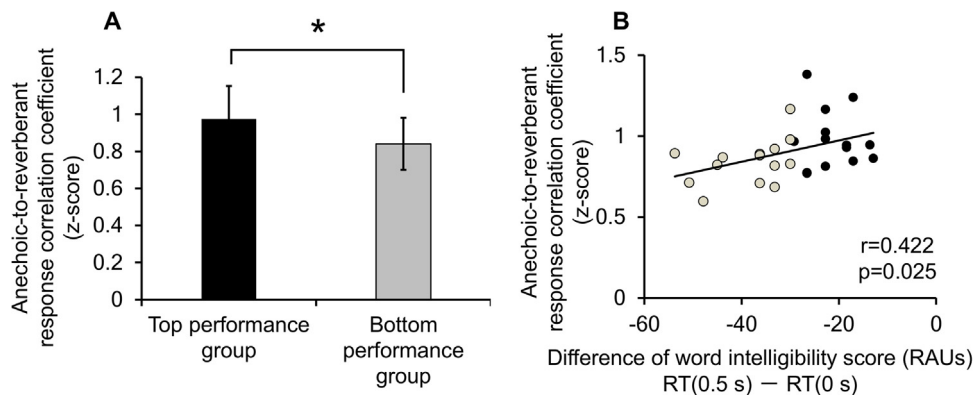 A
*
Anechoic-to-reverberant
response correlation coefficient
(z-score)
1.2
1
0.8
0.6
0.4
0.2
0
Top performance
group
Bottom
performance
group
B
Anechoic-to-reverberant
response correlation coefficient
(z-score)
1.5
1
0.5
0
r=0.422
p=0.025
-60
-40
-20
0
Difference of word intelligibility score (RAUs)
RT(0.5 s) － RT(0 s)